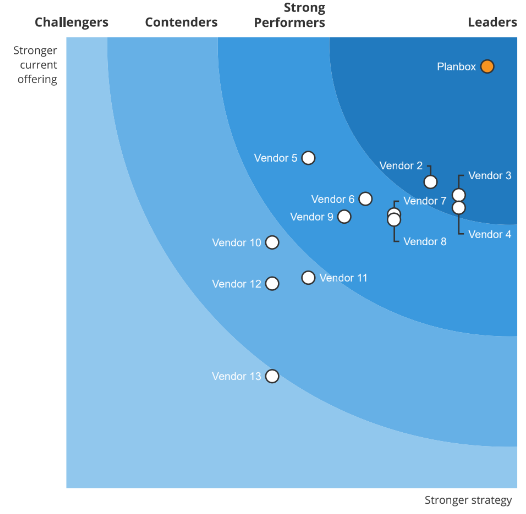 Challengers
Contenders
Strong
Performers
Leaders
Stronger
current
offering
Planbox
Vendor 5
Vendor 2
Vendor 3
Vendor 6
Vendor 7
Vendor 9
Vendor 4
Vendor 8
Vendor 10
Vendor 11
Vendor 12
Vendor 13
Stronger strategy